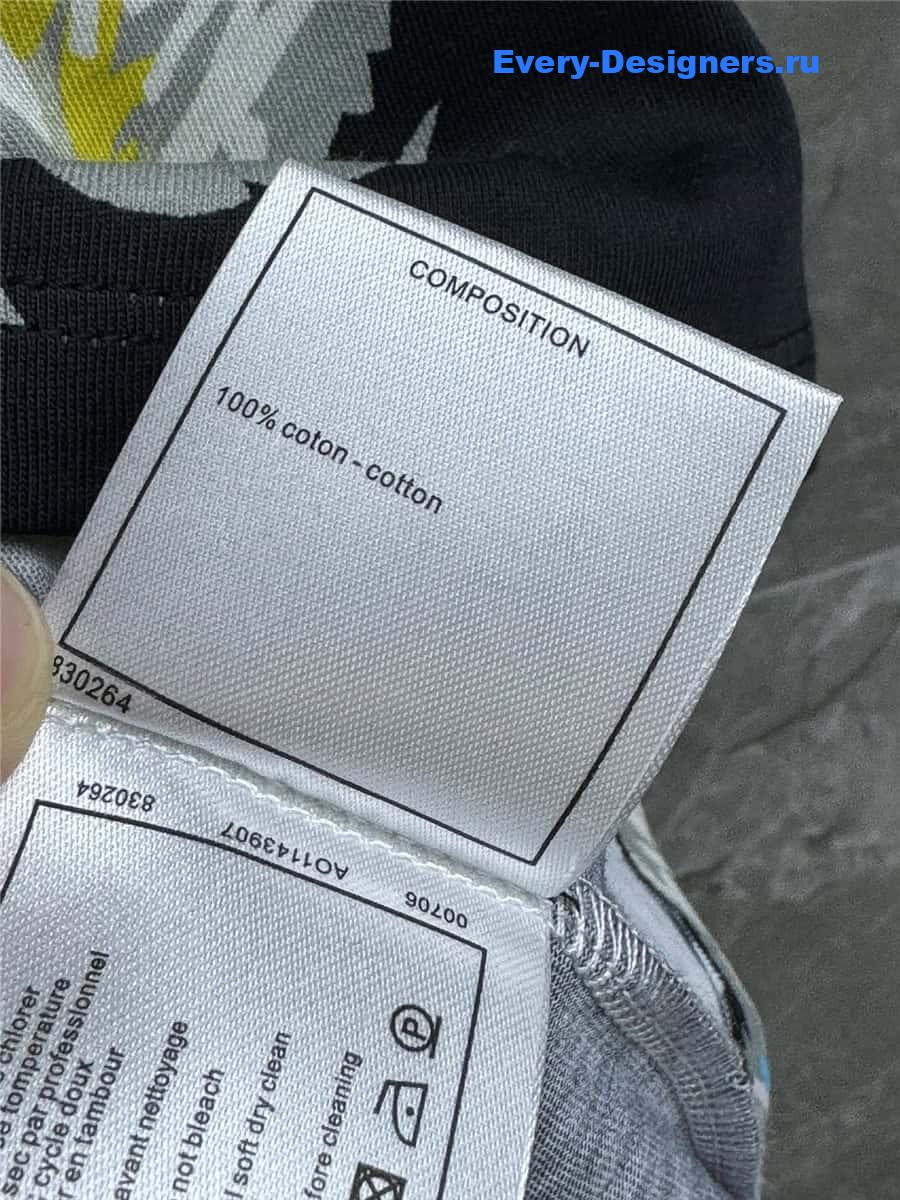 Every-Designers.ru
COMPOSITION
100% coton - cotton
830264
830264
AO1143907
00706
chlorer
température
sec par professionnel
cycle doux
en tambour
avant nettoyage
not bleach
soft dry clean
fore cleaning
P